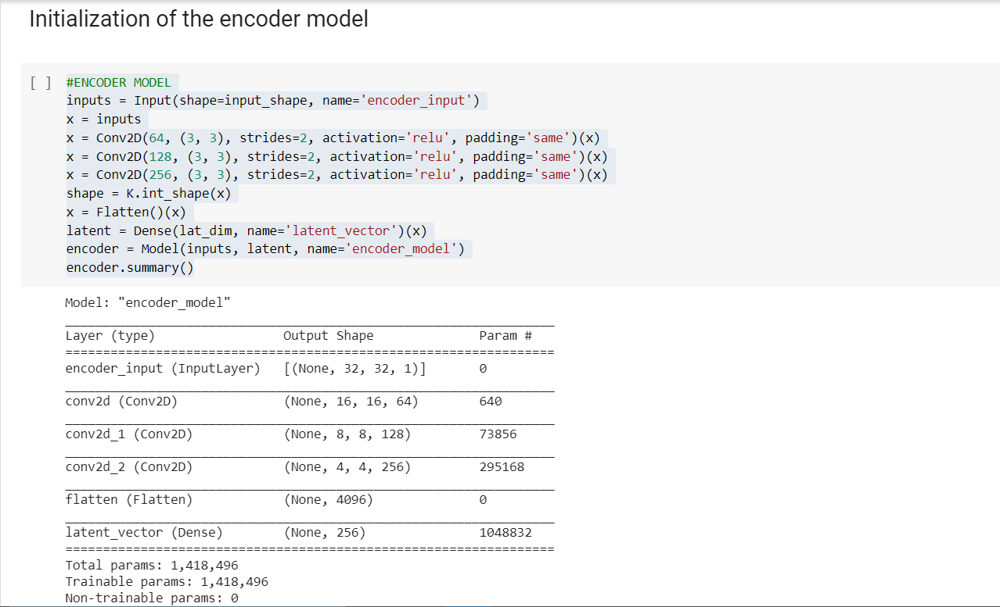 Initialization of the encoder model
[ ] #ENCODER MODEL
inputs = Input(shape=input_shape, name='encoder_input')
x = inputs
x = Conv2D(64, (3, 3), strides=2, activation='relu', padding='same')(x)
x = Conv2D(128, (3, 3), strides=2, activation='relu', padding='same')(x)
x = Conv2D(256, (3, 3), strides=2, activation='relu', padding='same')(x)
shape = K.int_shape(x)
x = Flatten()(x)
latent = Dense(lat_dim, name='latent_vector')(x)
encoder = Model(inputs, latent, name='encoder_model')
encoder.summary()
Model: "encoder_model"
_________________________________________________________________
Layer (type)                 Output Shape              Param #
=================================================================
encoder_input (InputLayer)   [(None, 32, 32, 1)]       0
_________________________________________________________________
conv2d (Conv2D)              (None, 16, 16, 64)        640
_________________________________________________________________
conv2d_1 (Conv2D)            (None, 8, 8, 128)         73856
_________________________________________________________________
conv2d_2 (Conv2D)            (None, 4, 4, 256)         295168
_________________________________________________________________
flatten (Flatten)            (None, 4096)              0
_________________________________________________________________
latent_vector (Dense)        (None, 256)               1048832
=================================================================
Total params: 1,418,496
Trainable params: 1,418,496
Non-trainable params: 0